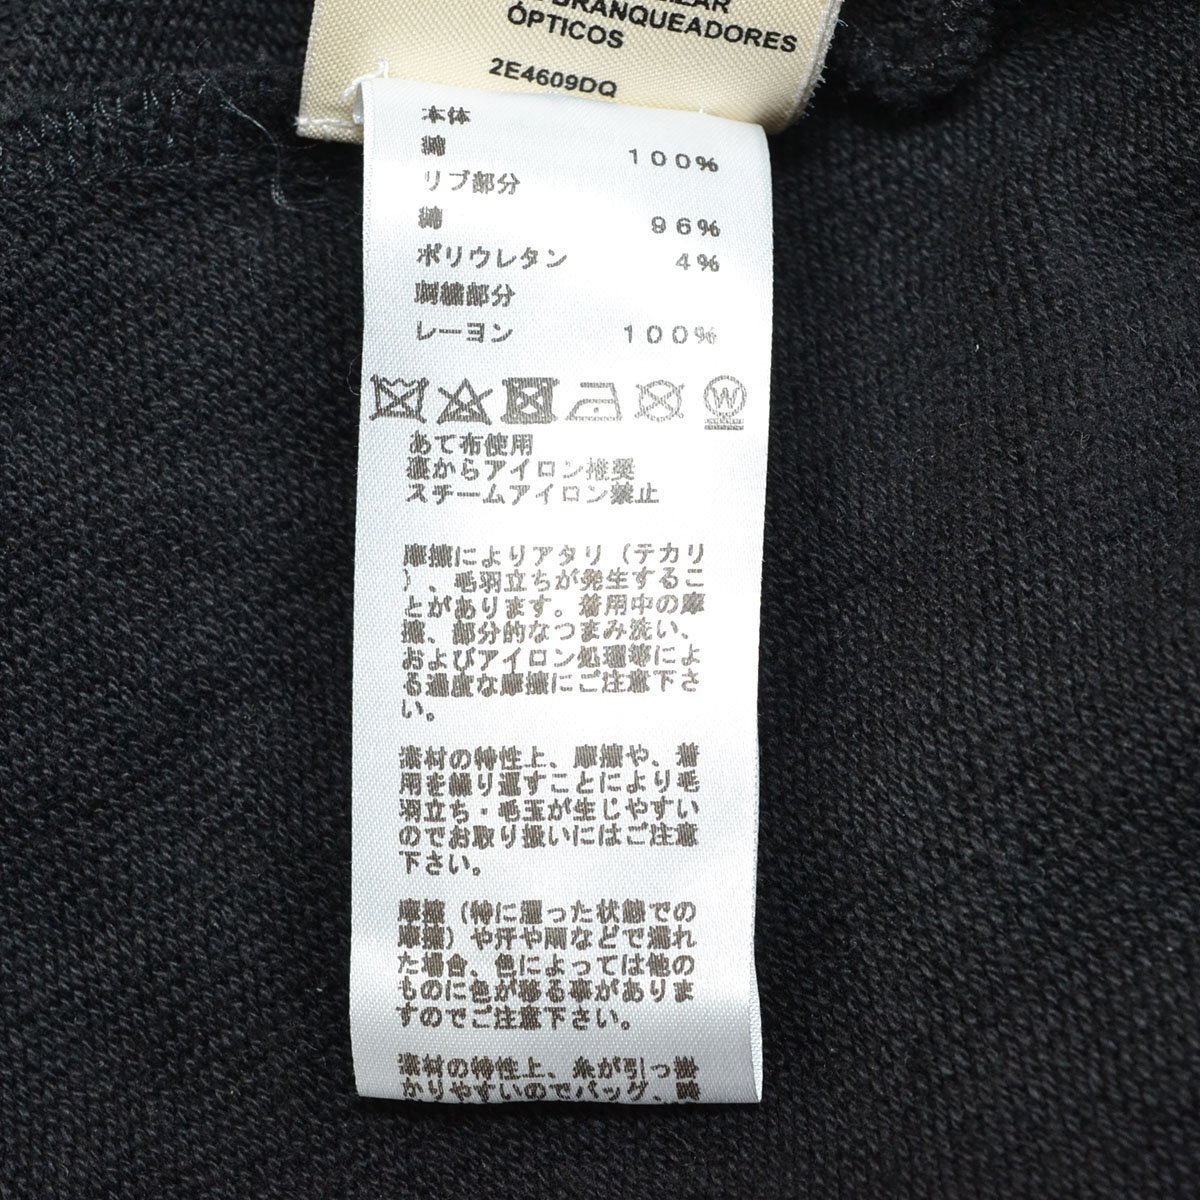 BRANQUEADORES
ÓPTICOS
2E4609DQ
本体
綿 100%
リブ部分
綿 96%
ポリウレタン 4%
刺繍部分
レーヨン 100%
W
あて布使用
裏からアイロン推奨
スチームアイロン禁止
摩擦によりアタリ（テカリ
）、毛羽立ちが発生するこ
とがあります。着用中の摩
擦、部分的なつまみ洗い、
およびアイロン処理等によ
る過度な摩擦にご注意下さ
い。
素材の特性上、摩擦や、着
用を繰り返すことにより毛
羽立ち・毛玉が生じやすい
のでお取り扱いにはご注意
下さい。
摩擦（特に湿った状態での
摩擦）や汗や雨などで濡れ
た場合、色によっては他の
ものに色が移る事がありま
すのでご注意下さい。
素材の特性上、糸が引っ掛
かりやすいのでバッグ、時